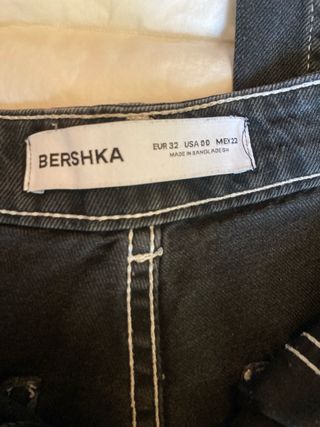 BERSHKA
EUR 32 USA 00 MEX 22
MADE IN BANGLADESH